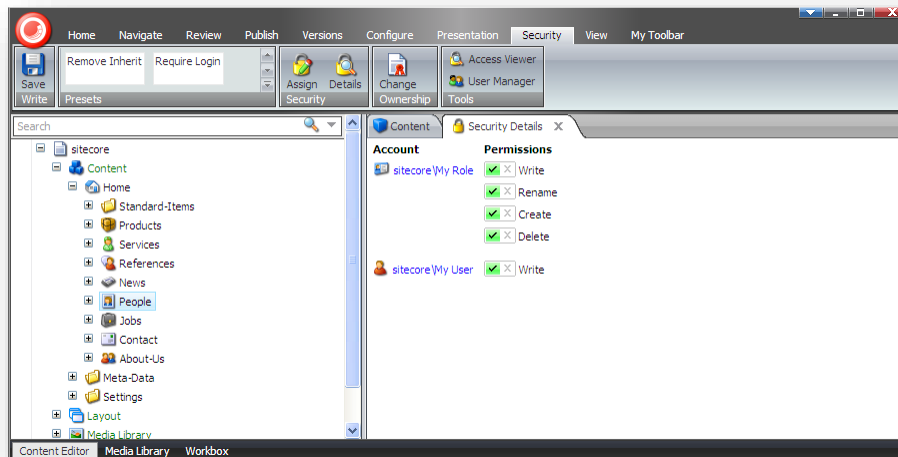 Home Navigate Review Publish Versions Configure Presentation Security View My Toolbar
Save
Write
Remove Inherit Require Login
Presets
Assign Details
Security
Change
Ownership
Access Viewer
User Manager
Tools
Search
sitecore
Content
Home
Standard-Items
Products
Services
References
News
People
Jobs
Contact
About-Us
Meta-Data
Settings
Layout
Media Library
Content Security Details X
Account Permissions
sitecore\My Role Write
Rename
Create
Delete
sitecore\My User Write
Content Editor Media Library Workbox